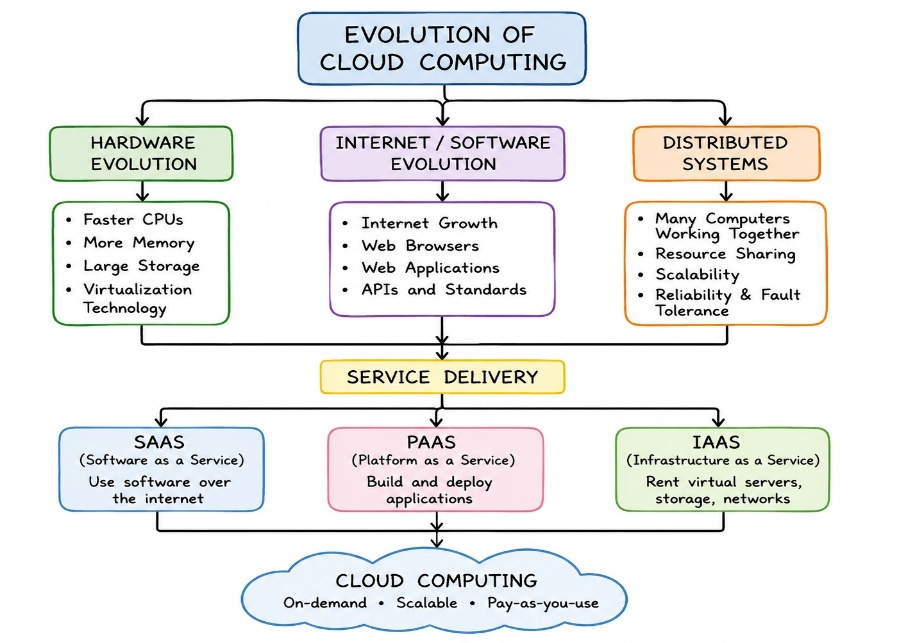 EVOLUTION OF
CLOUD COMPUTING
HARDWARE
EVOLUTION
INTERNET / SOFTWARE
EVOLUTION
DISTRIBUTED
SYSTEMS
• Faster CPUs
• More Memory
• Large Storage
• Virtualization
Technology
• Internet Growth
• Web Browsers
• Web Applications
• APIs and Standards
• Many Computers
Working Together
• Resource Sharing
• Scalability
• Reliability & Fault
Tolerance
SERVICE DELIVERY
SAAS
(Software as a Service)
Use software over
the internet
PAAS
(Platform as a Service)
Build and deploy
applications
IAAS
(Infrastructure as a Service)
Rent virtual servers,
storage, networks
CLOUD COMPUTING
On-demand • Scalable • Pay-as-you-use